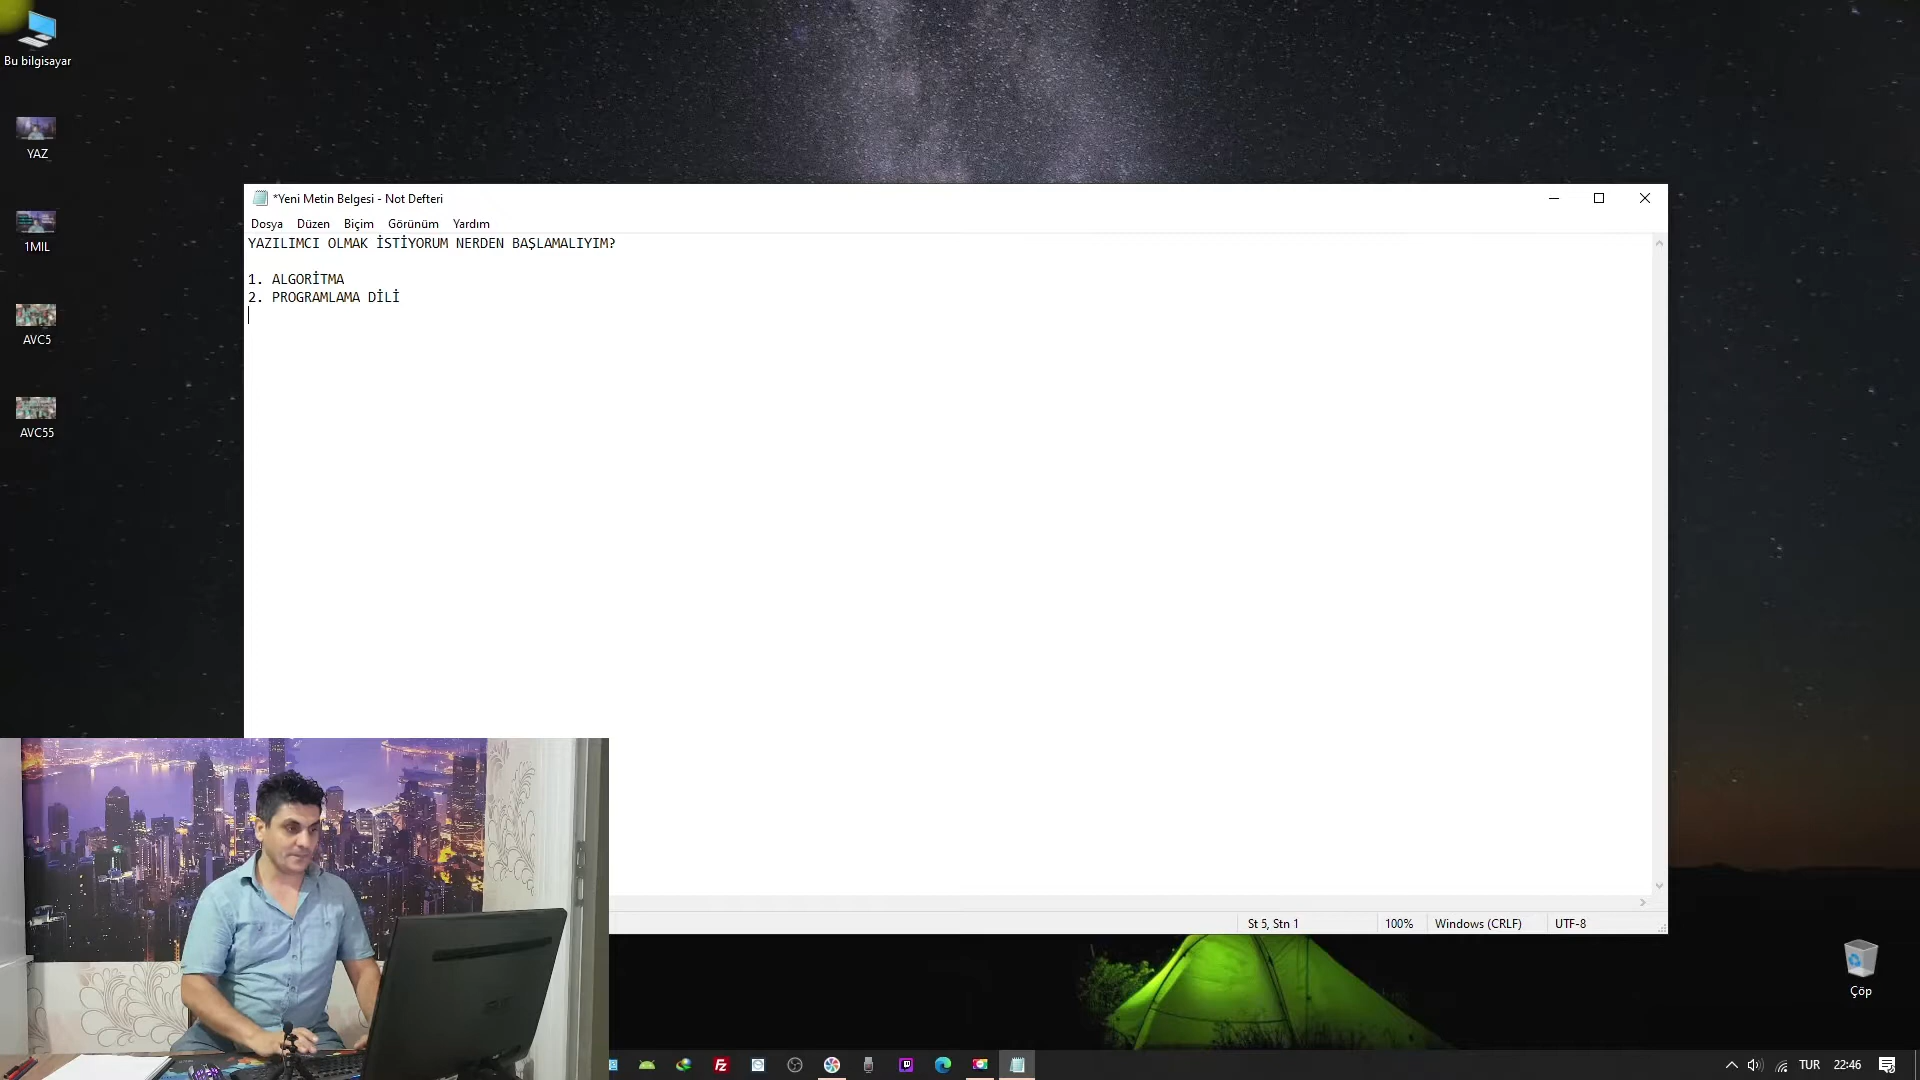 Bu bilgisayar
YAZ
1MIL
AVC5
AVC55
*Yeni Metin Belgesi - Not Defteri
Dosya Düzen Biçim Görünüm Yardım
YAZILIMCI OLMAK İSTİYORUM NERDEN BAŞLAMALIYIM?
1. ALGORİTMA
2. PROGRAMLAMA DİLİ
St 5, Stn 1 100% Windows (CRLF) UTF-8
Çöp
TUR 22:46